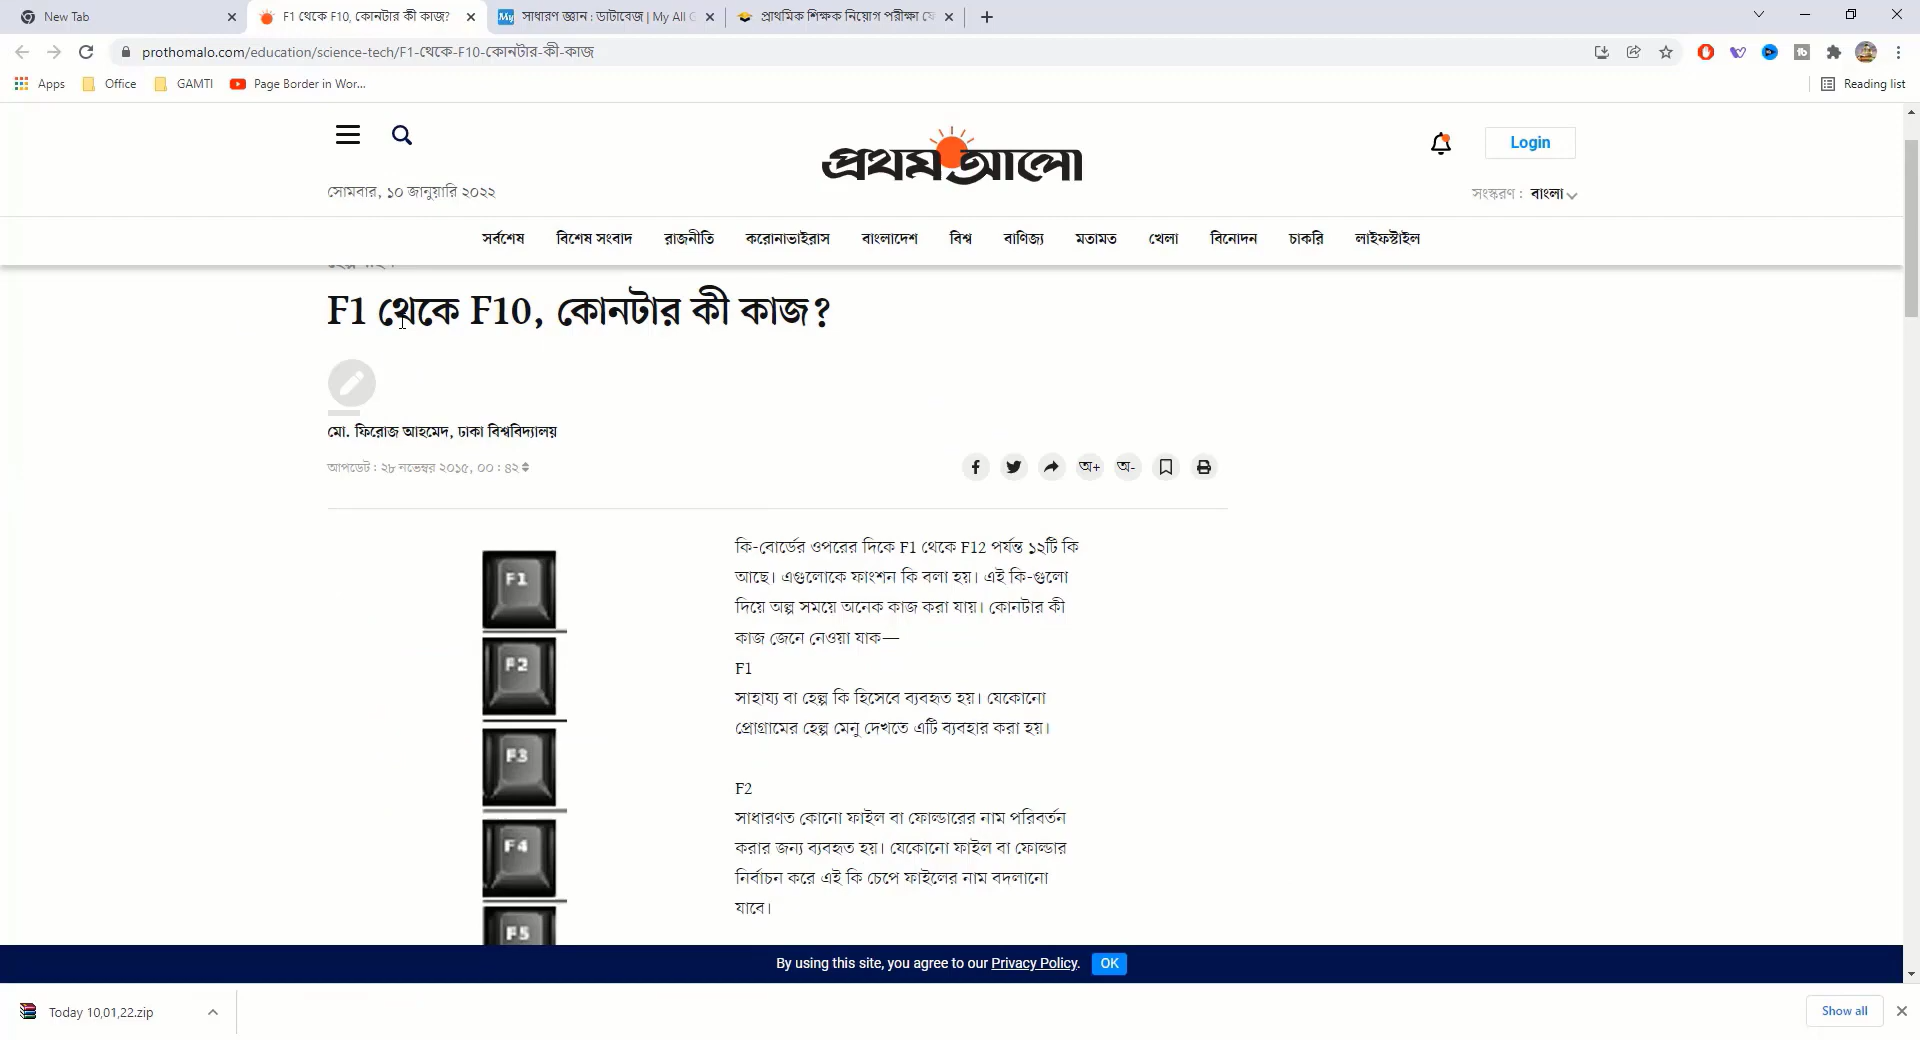 New Tab
F1 থেকে F10, কোনটার কী কাজ?
My সাধারণ জ্ঞান : ডাটাবেজ | My All G
প্রাথমিক শিক্ষক নিয়োগ পরীক্ষা
prothomalo.com/education/science-tech/F1-থেকে-F10-কোনটার-কী-কাজ
Apps Office GAMTI Page Border in Wor... Reading list
প্রথম আলো
Login
সোমবার, ১০ জানুয়ারি ২০২২
সংস্করণ : বাংলা
সর্বশেষ বিশেষ সংবাদ রাজনীতি করোনাভাইরাস বাংলাদেশ বিশ্ব বাণিজ্য মতামত খেলা বিনোদন চাকরি লাইফস্টাইল
F1 থেকে F10, কোনটার কী কাজ?
মো. ফিরোজ আহমেদ, ঢাকা বিশ্ববিদ্যালয়
আপডেট : ২৮ নভেম্বর ২০১৫, ০০ : ৪২
অ+ অ-
F1
F2
F3
F4
F5
কি-বোর্ডের ওপরের দিকে F1 থেকে F12 পর্যন্ত ১২টি কি
আছে। এগুলোকে ফাংশন কি বলা হয়। এই কি-গুলো
দিয়ে অল্প সময়ে অনেক কাজ করা যায়। কোনটার কী
কাজ জেনে নেওয়া যাক—
F1
সাহায্য বা হেল্প কি হিসেবে ব্যবহৃত হয়। যেকোনো
প্রোগ্রামের হেল্প মেনু দেখতে এটি ব্যবহার করা হয়।
F2
সাধারণত কোনো ফাইল বা ফোল্ডারের নাম পরিবর্তন
করার জন্য ব্যবহৃত হয়। যেকোনো ফাইল বা ফোল্ডার
নির্বাচন করে এই কি চেপে ফাইলের নাম বদলানো
যাবে।
By using this site, you agree to our Privacy Policy. OK
Today 10,01,22.zip
Show all